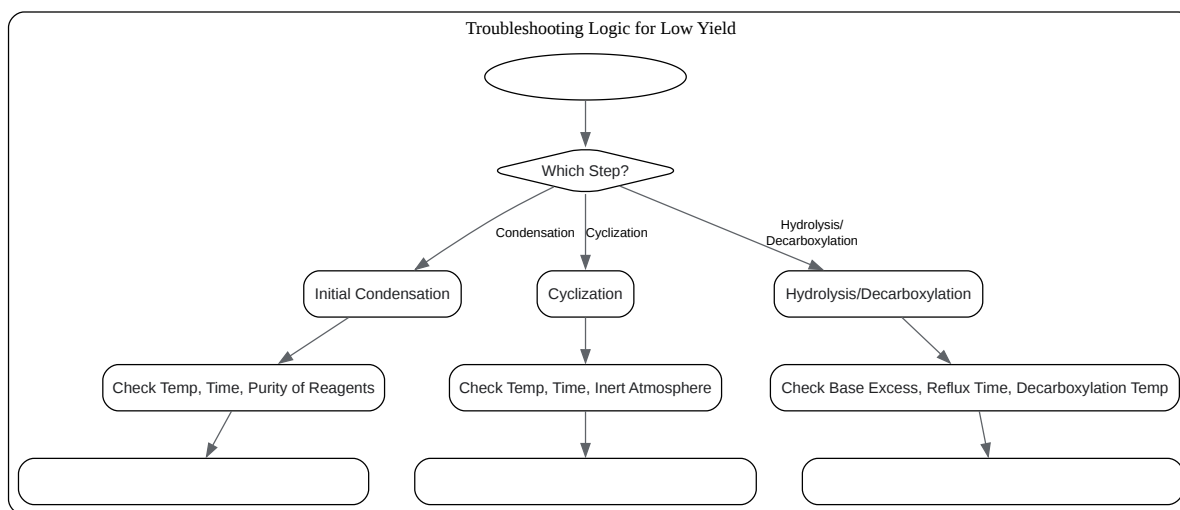 Troubleshooting Logic for Low Yield
Which Step?
Condensation
Cyclization
Hydrolysis/
Decarboxylation
Initial Condensation
Cyclization
Hydrolysis/Decarboxylation
Check Temp, Time, Purity of Reagents
Check Temp, Time, Inert Atmosphere
Check Base Excess, Reflux Time, Decarboxylation Temp